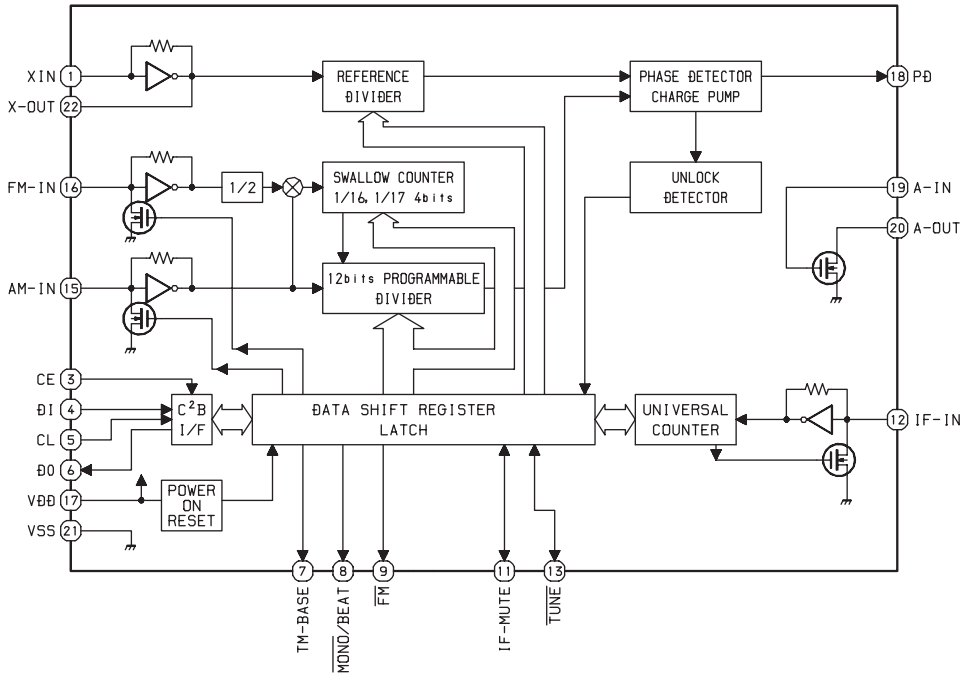 XIN 1
X-OUT 22
FM-IN 16
AM-IN 15
CE 3
DI 4
CL 5
DO 6
VDD 17
VSS 21
REFERENCE
DIVIDER
PHASE DETECTOR
CHARGE PUMP
18 PD
1/2
SWALLOW COUNTER
1/16, 1/17 4bits
UNLOCK
DETECTOR
19 A-IN
20 A-OUT
12bits PROGRAMMABLE
DIVIDER
C²B
I/F
DATA SHIFT REGISTER
LATCH
UNIVERSAL
COUNTER
12 IF-IN
POWER
ON
RESET
7
8
9
11
13
TM-BASE
MONO/BEAT
FM
IF-MUTE
TUNE